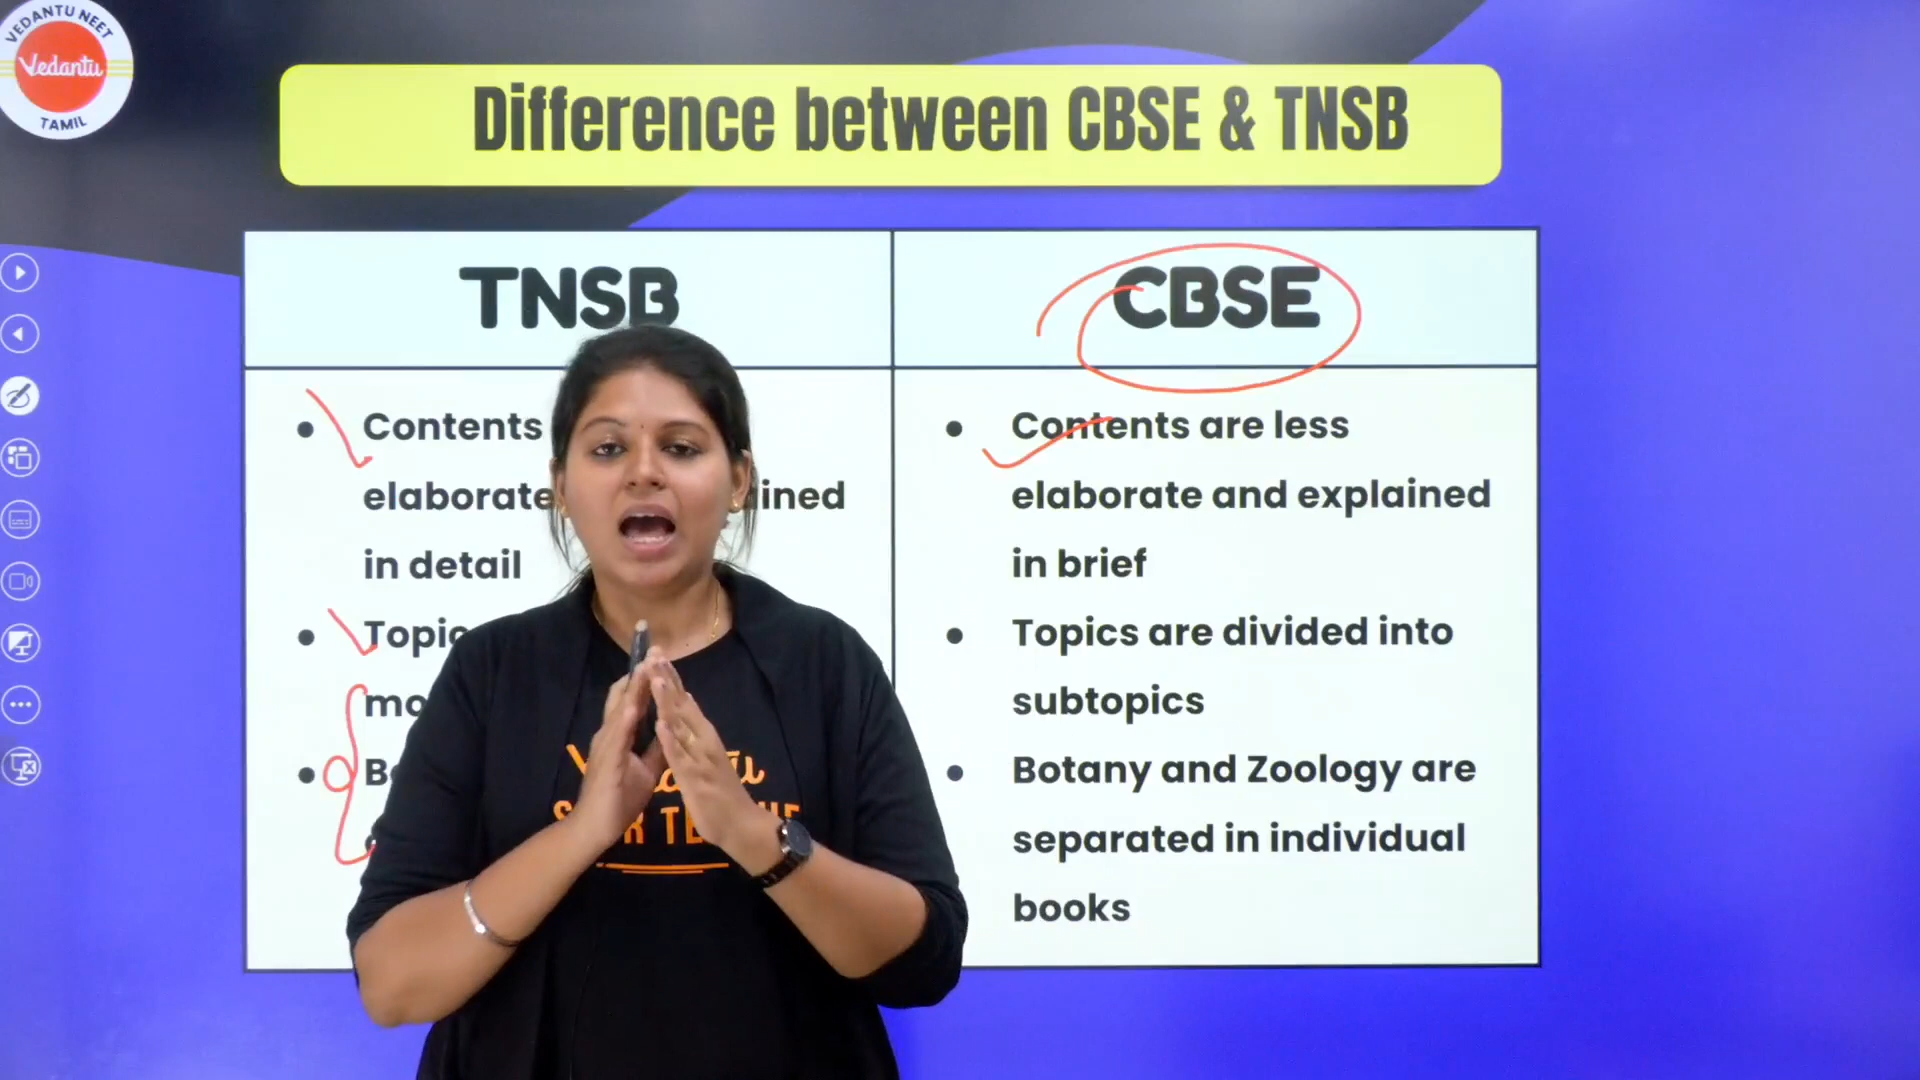 VEDANTU NEET
Vedantu
TAMIL
Difference between CBSE & TNSB
TNSB
CBSE
Contents
elaborate
in detail
Topic
Contents are less
elaborate and explained
in brief
Topics are divided into
subtopics
Botany and Zoology are
separated in individual
books